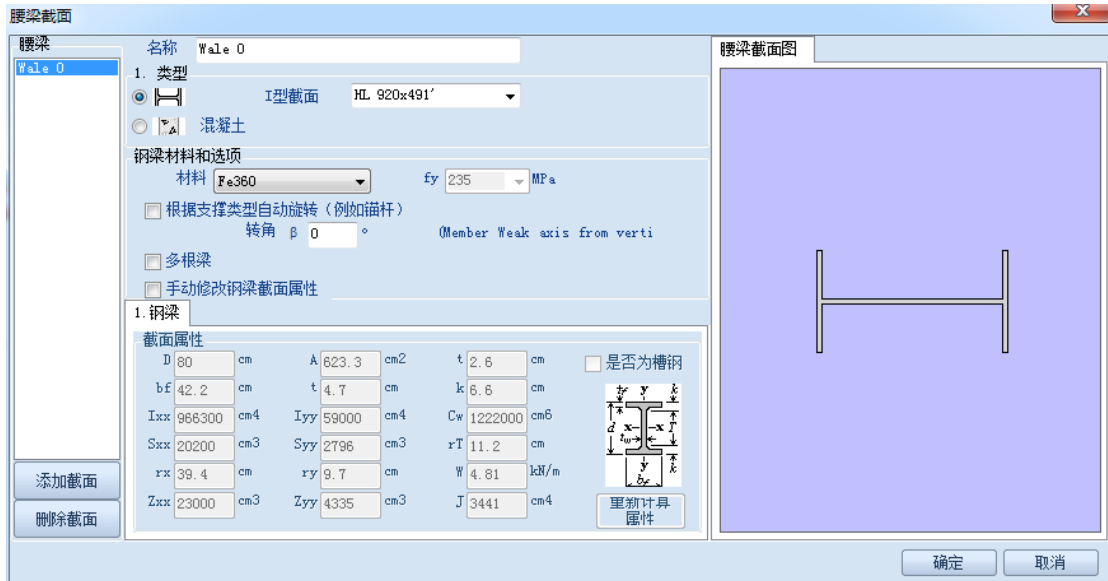 腰梁截面
腰梁
Wale 0
添加截面
删除截面
名称 Wale 0
1. 类型
I型截面 HL 920x491'
混凝土
钢梁材料和选项
材料 Fe360 fy 235 MPa
根据支撑类型自动旋转（例如锚杆）
转角 β 0 ° (Member Weak axis from verti
多根梁
手动修改钢梁截面属性
1.钢梁
截面属性
D 80 cm A 623.3 cm2 t 2.6 cm 是否为槽钢
bf 42.2 cm t 4.7 cm k 6.6 cm
Ixx 966300 cm4 Iyy 59000 cm4 Cw 1222000 cm6
Sxx 20200 cm3 Syy 2796 cm3 rT 11.2 cm
rx 39.4 cm ry 9.7 cm W 4.81 kN/m
Zxx 23000 cm3 Zyy 4335 cm3 J 3441 cm4
tf y k
d x x T
tw
y k
bf
重新计算
属性
腰梁截面图
确定 取消